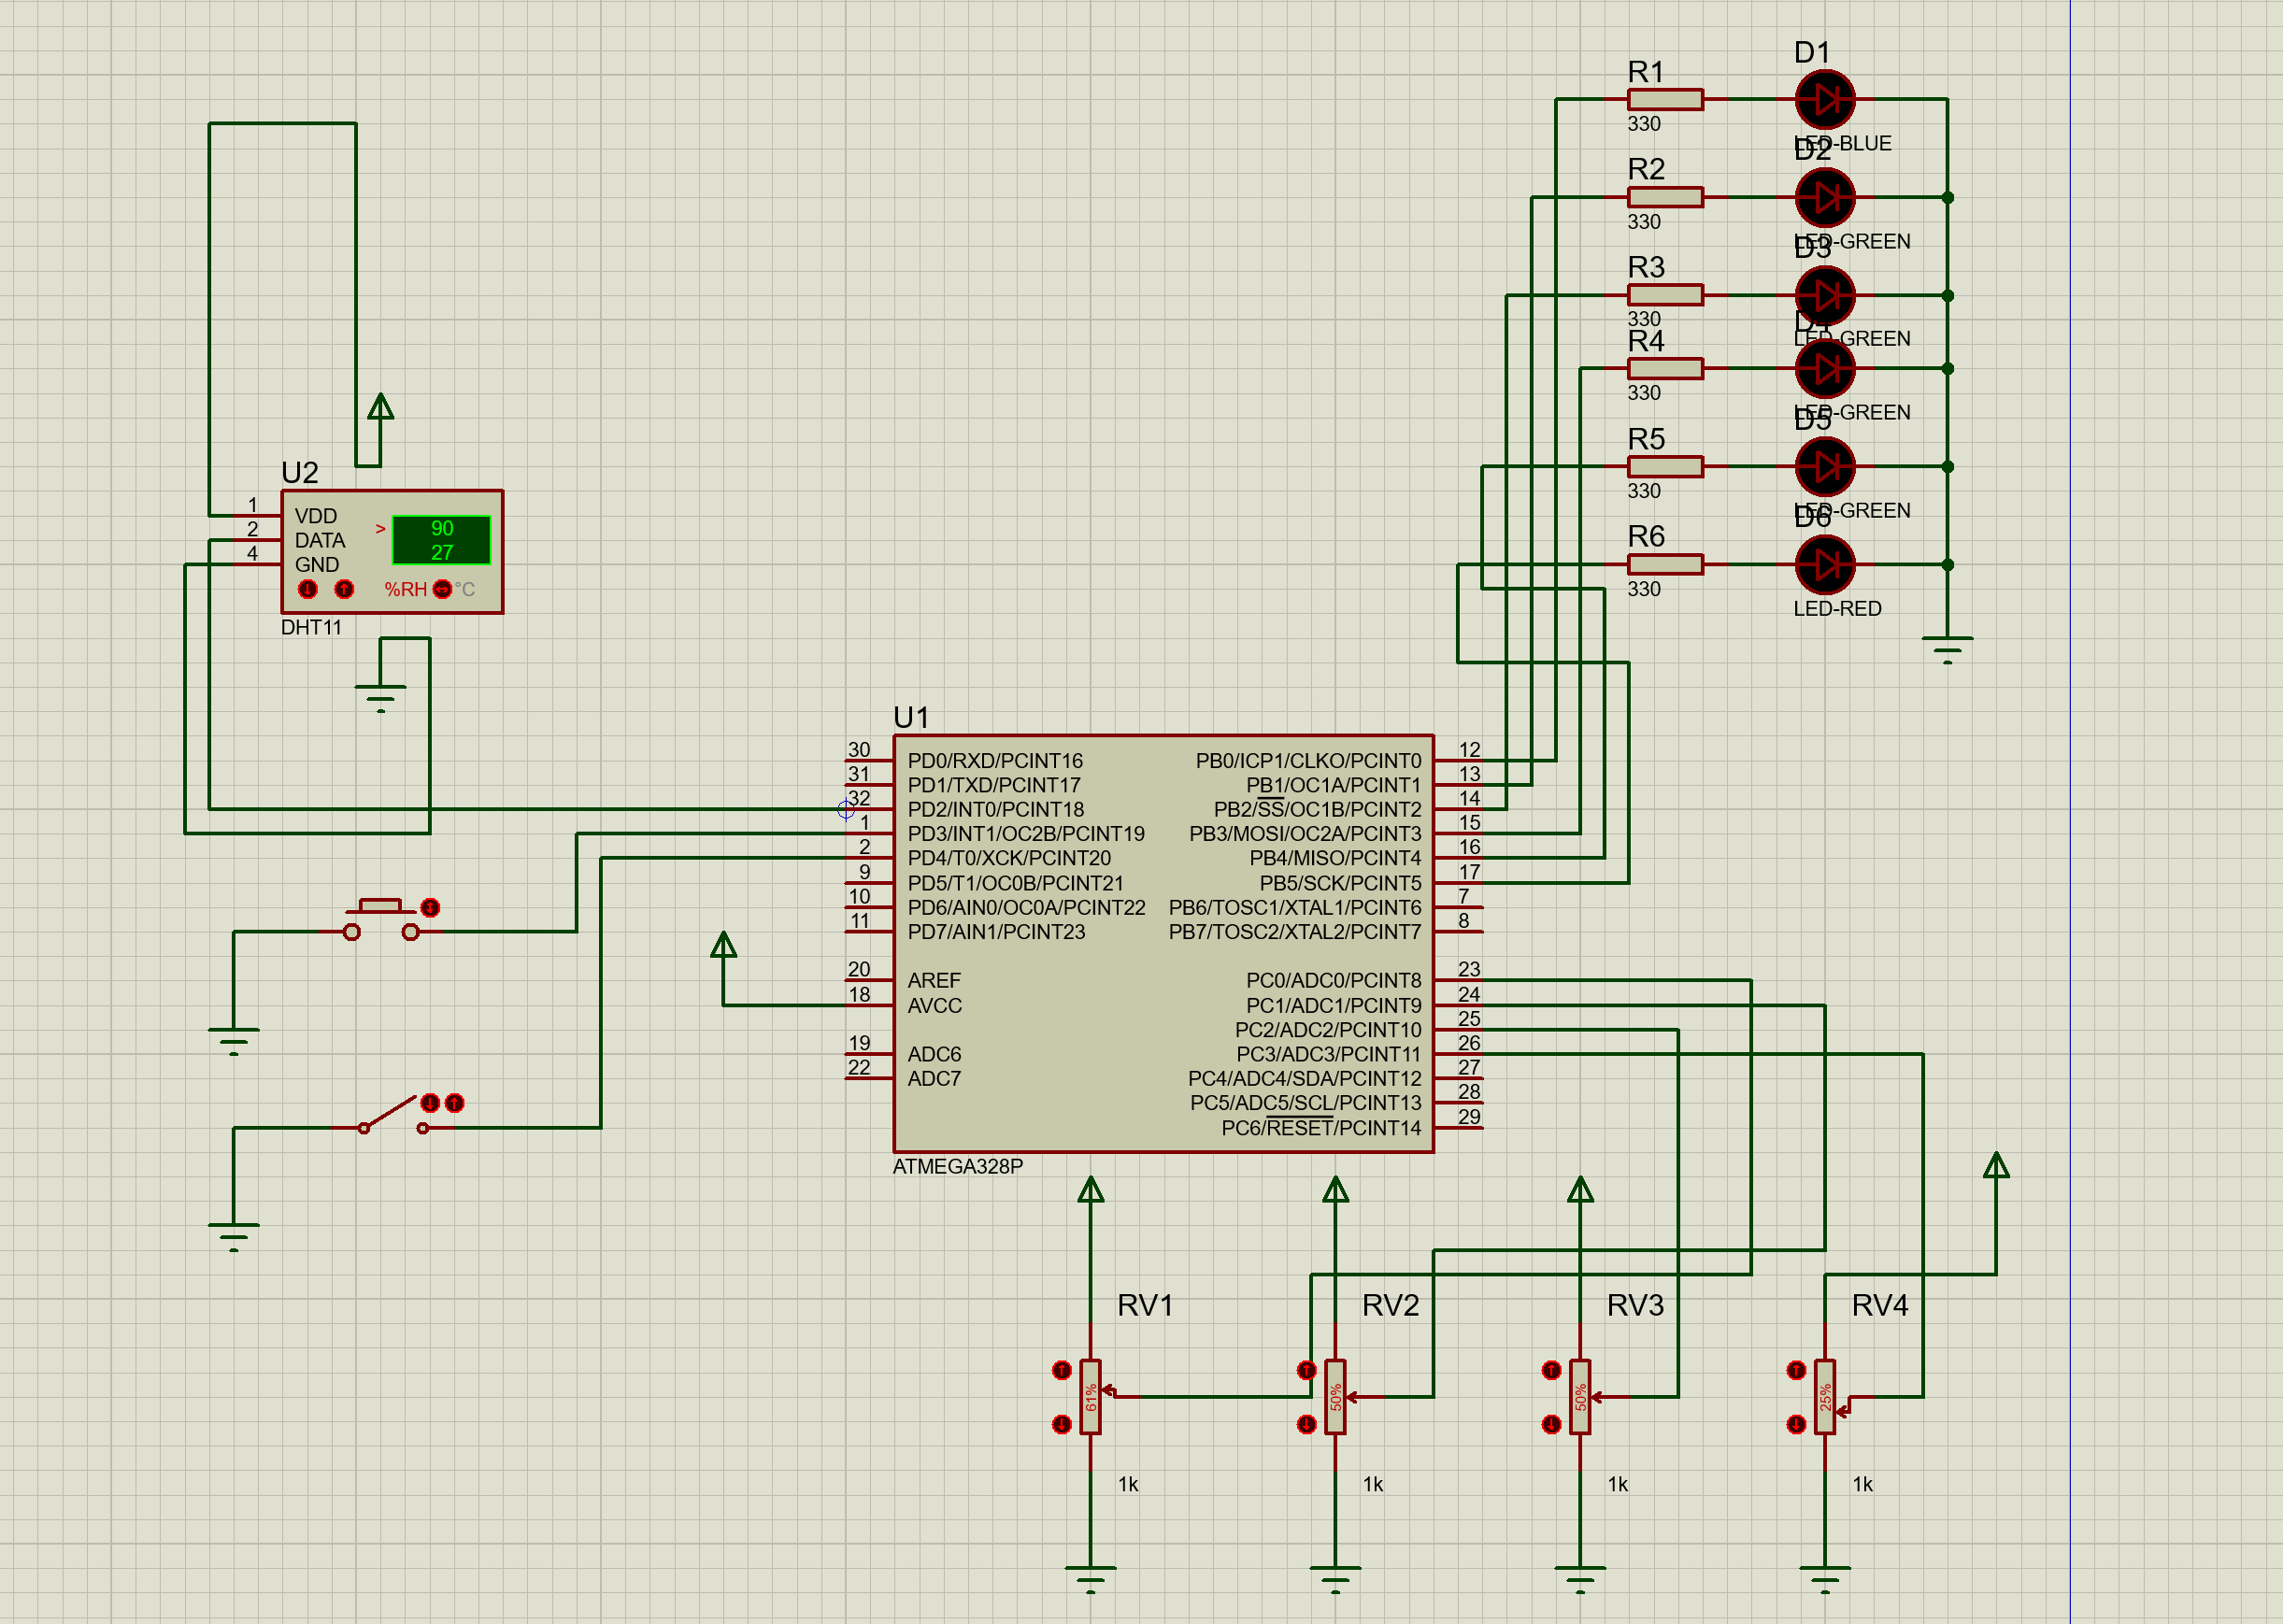 D1
R1
330
LED-BLUE
D2
R2
330
LED-GREEN
D3
R3
330
LED-GREEN
D4
R4
330
LED-GREEN
D5
R5
330
LED-GREEN
D6
R6
330
LED-RED
U2
1 VDD
2 DATA
4 GND
> 90
27
%RH °C
DHT11
U1
30 PD0/RXD/PCINT16 PB0/ICP1/CLKO/PCINT0 12
31 PD1/TXD/PCINT17 PB1/OC1A/PCINT1 13
32 PD2/INT0/PCINT18 PB2/SS/OC1B/PCINT2 14
1 PD3/INT1/OC2B/PCINT19 PB3/MOSI/OC2A/PCINT3 15
2 PD4/T0/XCK/PCINT20 PB4/MISO/PCINT4 16
9 PD5/T1/OC0B/PCINT21 PB5/SCK/PCINT5 17
10 PD6/AIN0/OC0A/PCINT22 PB6/TOSC1/XTAL1/PCINT6 7
11 PD7/AIN1/PCINT23 PB7/TOSC2/XTAL2/PCINT7 8
20 AREF PC0/ADC0/PCINT8 23
18 AVCC PC1/ADC1/PCINT9 24
PC2/ADC2/PCINT10 25
19 ADC6 PC3/ADC3/PCINT11 26
22 ADC7 PC4/ADC4/SDA/PCINT12 27
PC5/ADC5/SCL/PCINT13 28
PC6/RESET/PCINT14 29
ATMEGA328P
RV1 RV2 RV3 RV4
61% 50% 50% 25%
1k 1k 1k 1k